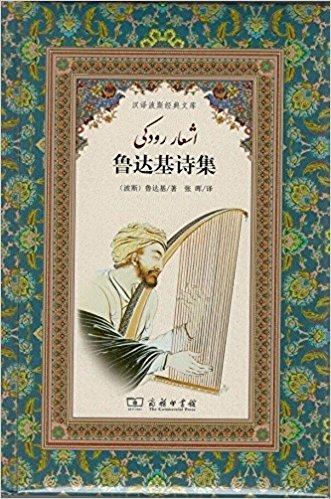 汉译波斯经典文库
اشعار رودکی
鲁达基诗集
（波斯）鲁达基/著 张 晖/译
商务印书馆
The Commercial Press